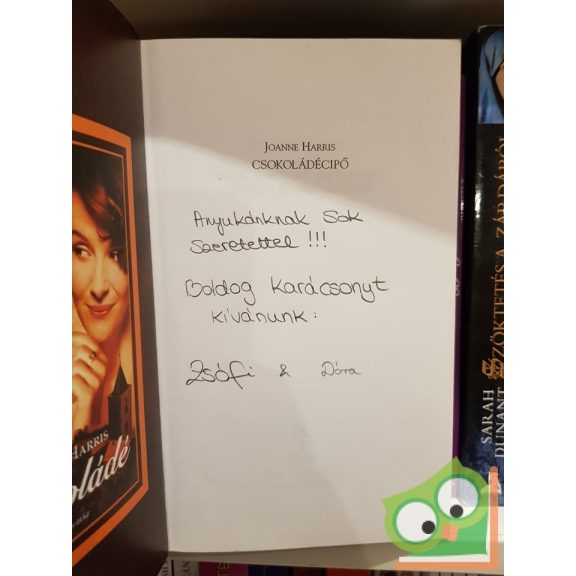 JOANNE HARRIS
CSOKOLÁDÉCIPŐ
Anyukánknak Sok
Szeretettel !!!
Boldog Karácsonyt
kívánunk:
Zsófi & Dóra
HARRIS
oládé
SARAH
DUNANT
SZÖKTETÉS A ZÁRDÁBÓL